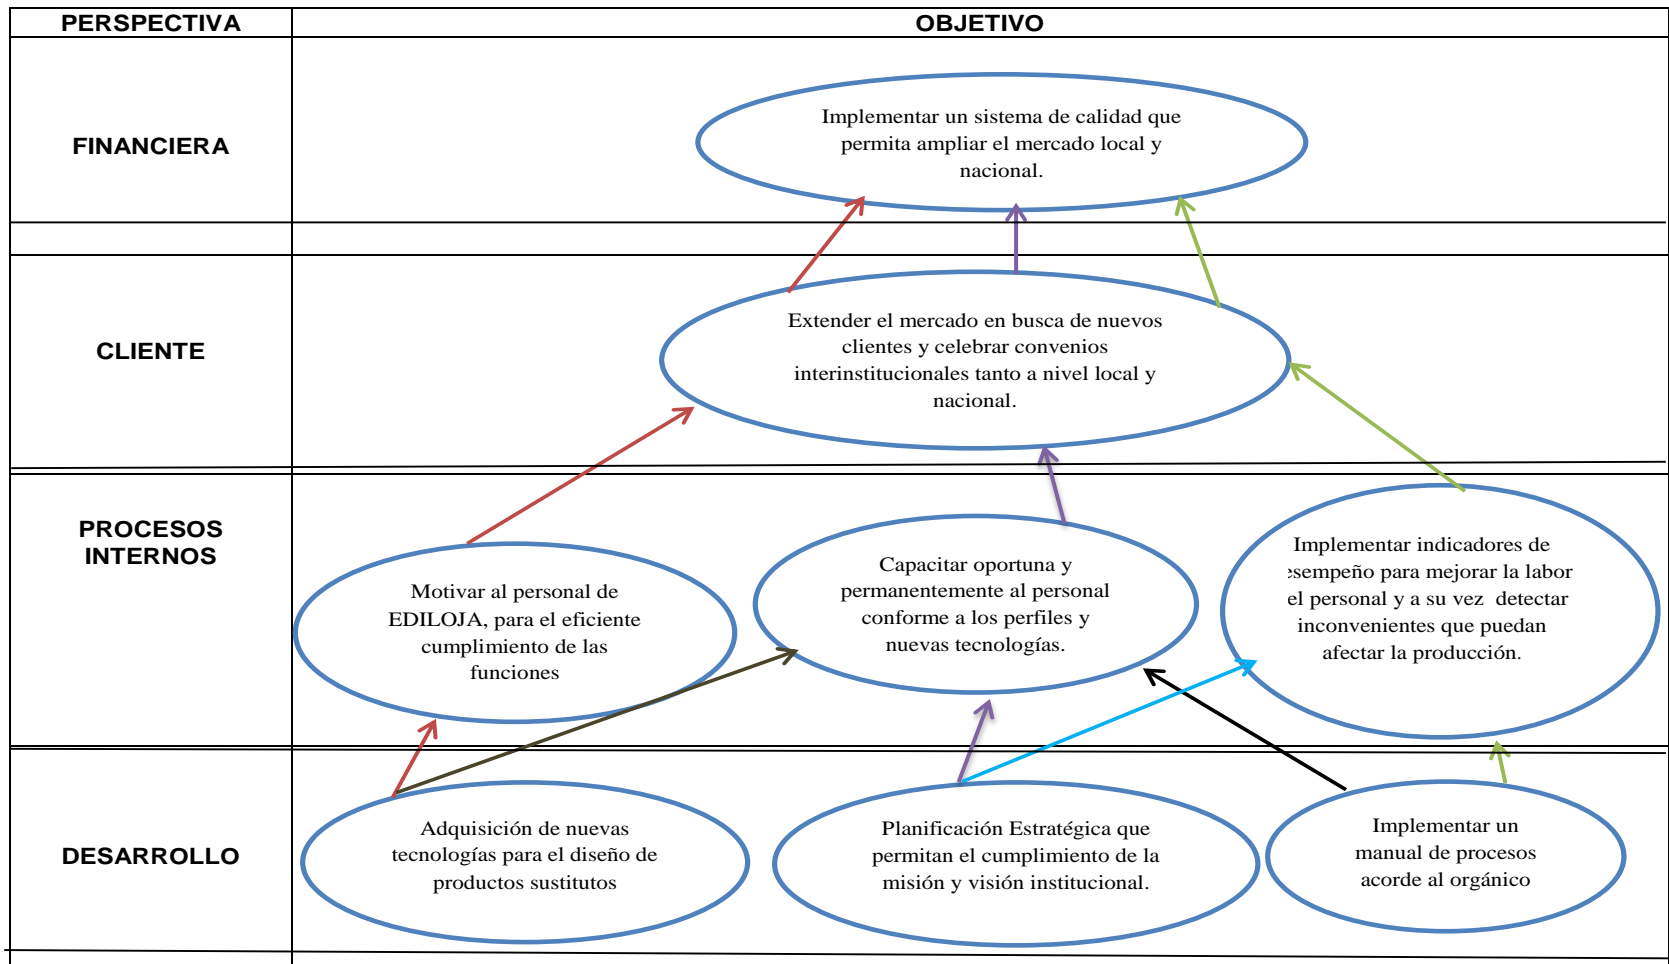 PERSPECTIVA
OBJETIVO
FINANCIERA
Implementar un sistema de calidad que
permita ampliar el mercado local y
nacional.
CLIENTE
Extender el mercado en busca de nuevos
clientes y celebrar convenios
interinstitucionales tanto a nivel local y
nacional.
PROCESOS
INTERNOS
Motivar al personal de
EDILOJA, para el eficiente
cumplimiento de las
funciones
Capacitar oportuna y
permanentemente al personal
conforme a los perfiles y
nuevas tecnologías.
Implementar indicadores de
esempeño para mejorar la labor
el personal y a su vez detectar
inconvenientes que puedan
afectar la producción.
DESARROLLO
Adquisición de nuevas
tecnologías para el diseño de
productos sustitutos
Planificación Estratégica que
permitan el cumplimiento de la
misión y visión institucional.
Implementar un
manual de procesos
acorde al orgánico